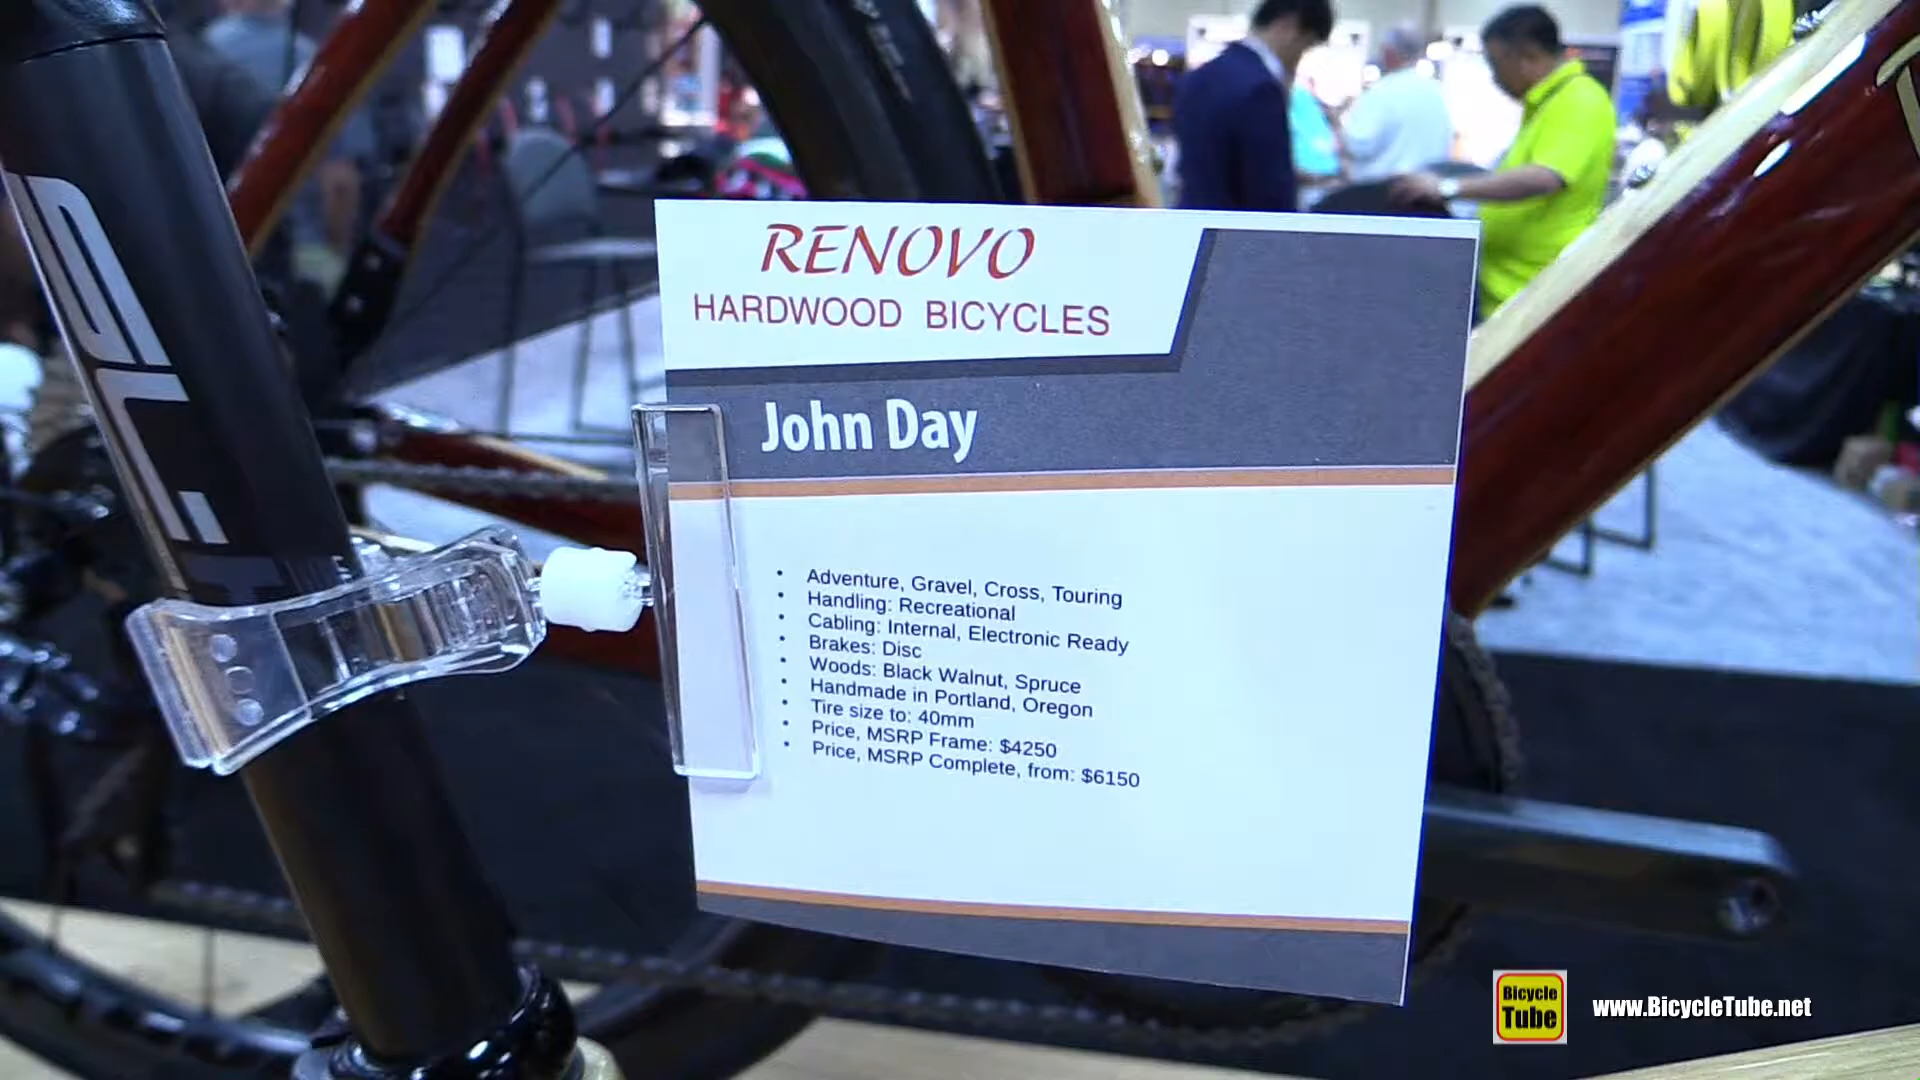 RENOVO
HARDWOOD BICYCLES
John Day
• Adventure, Gravel, Cross, Touring
• Handling: Recreational
• Cabling: Internal, Electronic Ready
• Brakes: Disc
• Woods: Black Walnut, Spruce
• Handmade in Portland, Oregon
• Tire size to: 40mm
• Price, MSRP Frame: $4250
• Price, MSRP Complete, from: $6150
SL
Bicycle
Tube
www.BicycleTube.net